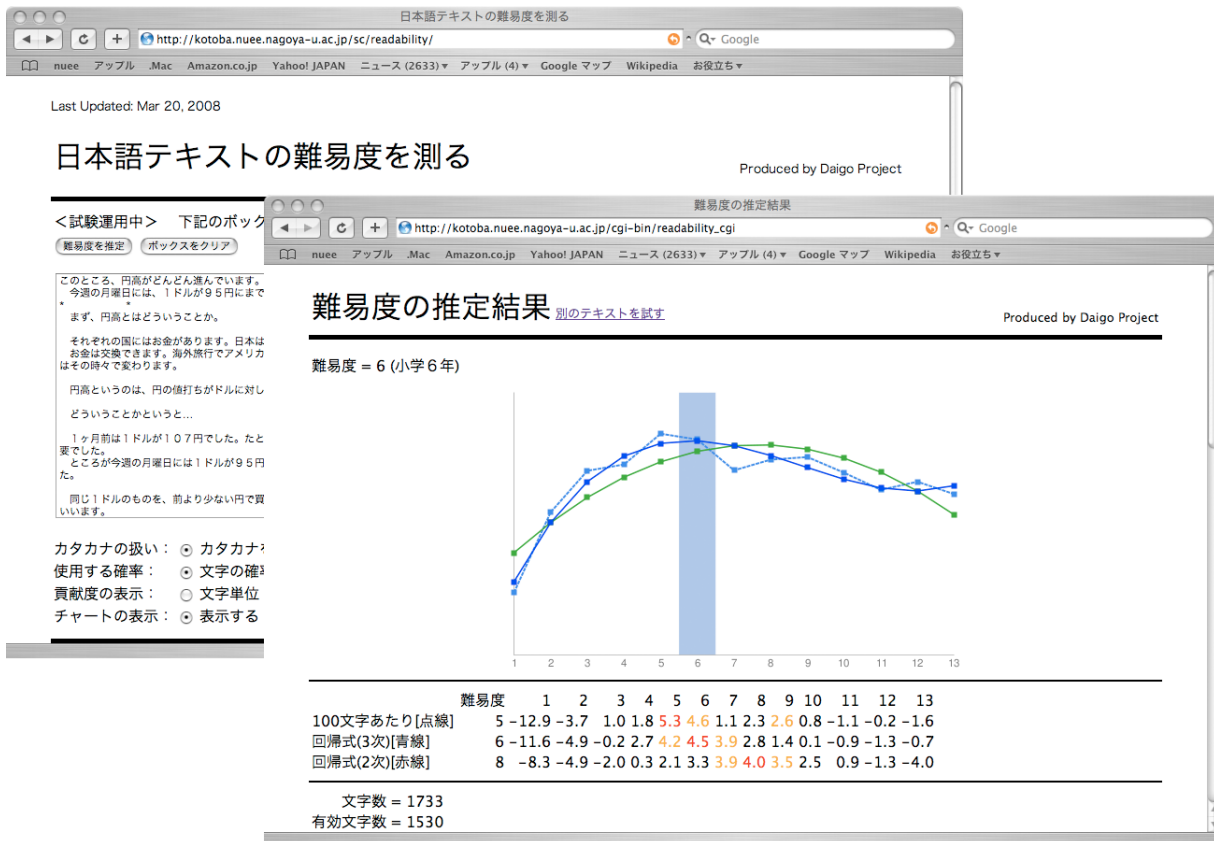 日本語テキストの難易度を測る
http://kotoba.nuee.nagoya-u.ac.jp/sc/readability/
Google
nuee アップル .Mac Amazon.co.jp Yahoo! JAPAN ニュース (2633)▾ アップル (4)▾ Google マップ Wikipedia お役立ち▾
Last Updated: Mar 20, 2008
日本語テキストの難易度を測る
Produced by Daigo Project
<試験運用中> 下記のボック
難易度を推定 ボックスをクリア
このところ、円高がどんどん進んでいます。
今週の月曜日には、1ドルが95円にまで
* *
まず、円高とはどういうことか。
それぞれの国にはお金があります。日本は
お金は交換できます。海外旅行でアメリカ
はその時々で変わります。
円高というのは、円の値打ちがドルに対し
どういうことかというと…
1ヶ月前は1ドルが107円でした。たと
要でした。
ところが今週の月曜日には1ドルが95円
た。
同じ1ドルのものを、前より少ない円で買
いいます。
カタカナの扱い: カタカナ
使用する確率: 文字の確率
貢献度の表示: 文字単位
チャートの表示: 表示する
難易度の推定結果
http://kotoba.nuee.nagoya-u.ac.jp/cgi-bin/readability_cgi
Google
nuee アップル .Mac Amazon.co.jp Yahoo! JAPAN ニュース (2633)▾ アップル (4)▾ Google マップ Wikipedia お役立ち▾
難易度の推定結果 別のテキストを試す
Produced by Daigo Project
難易度 = 6 (小学6年)
1 2 3 4 5 6 7 8 9 10 11 12 13
難易度 1 2 3 4 5 6 7 8 9 10 11 12 13
100文字あたり[点線] 5 −12.9 −3.7 1.0 1.8 5.3 4.6 1.1 2.3 2.6 0.8 −1.1 −0.2 −1.6
回帰式(3次)[青線] 6 −11.6 −4.9 −0.2 2.7 4.2 4.5 3.9 2.8 1.4 0.1 −0.9 −1.3 −0.7
回帰式(2次)[赤線] 8 −8.3 −4.9 −2.0 0.3 2.1 3.3 3.9 4.0 3.5 2.5 0.9 −1.3 −4.0
文字数 = 1733
有効文字数 = 1530